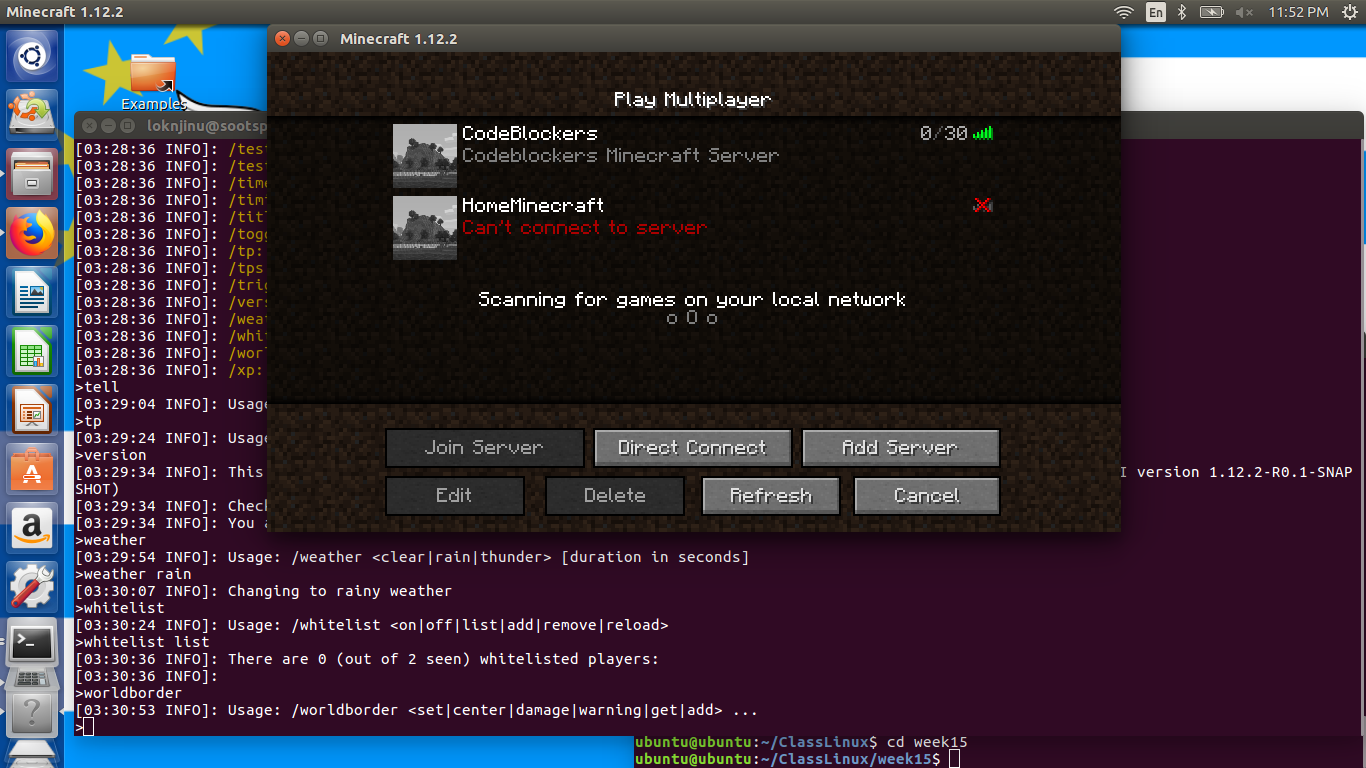 Minecraft 1.12.2
En
11:52 PM
Examples
loknjinu@sootsp
Minecraft 1.12.2
Play Multiplayer
CodeBlockers 0/30
Codeblockers Minecraft Server
HomeMinecraft
Can't connect to server
Scanning for games on your local network
o O o
Join Server Direct Connect Add Server
Edit Delete Refresh Cancel
[03:28:36 INFO]: /test
[03:28:36 INFO]: /tes
[03:28:36 INFO]: /time
[03:28:36 INFO]: /tim
[03:28:36 INFO]: /titl
[03:28:36 INFO]: /togg
[03:28:36 INFO]: /tp:
[03:28:36 INFO]: /tps
[03:28:36 INFO]: /trig
[03:28:36 INFO]: /vers
[03:28:36 INFO]: /weat
[03:28:36 INFO]: /whit
[03:28:36 INFO]: /worl
[03:28:36 INFO]: /xp:
>tell
[03:29:04 INFO]: Usage
>tp
[03:29:24 INFO]: Usage
>version
[03:29:34 INFO]: This I version 1.12.2-R0.1-SNAP
SHOT)
[03:29:34 INFO]: Check
[03:29:34 INFO]: You a
>weather
[03:29:54 INFO]: Usage: /weather <clear|rain|thunder> [duration in seconds]
>weather rain
[03:30:07 INFO]: Changing to rainy weather
>whitelist
[03:30:24 INFO]: Usage: /whitelist <on|off|list|add|remove|reload>
>whitelist list
[03:30:36 INFO]: There are 0 (out of 2 seen) whitelisted players:
[03:30:36 INFO]:
>worldborder
[03:30:53 INFO]: Usage: /worldborder <set|center|damage|warning|get|add> ...
>
ubuntu@ubuntu:~/ClassLinux$ cd week15
ubuntu@ubuntu:~/ClassLinux/week15$